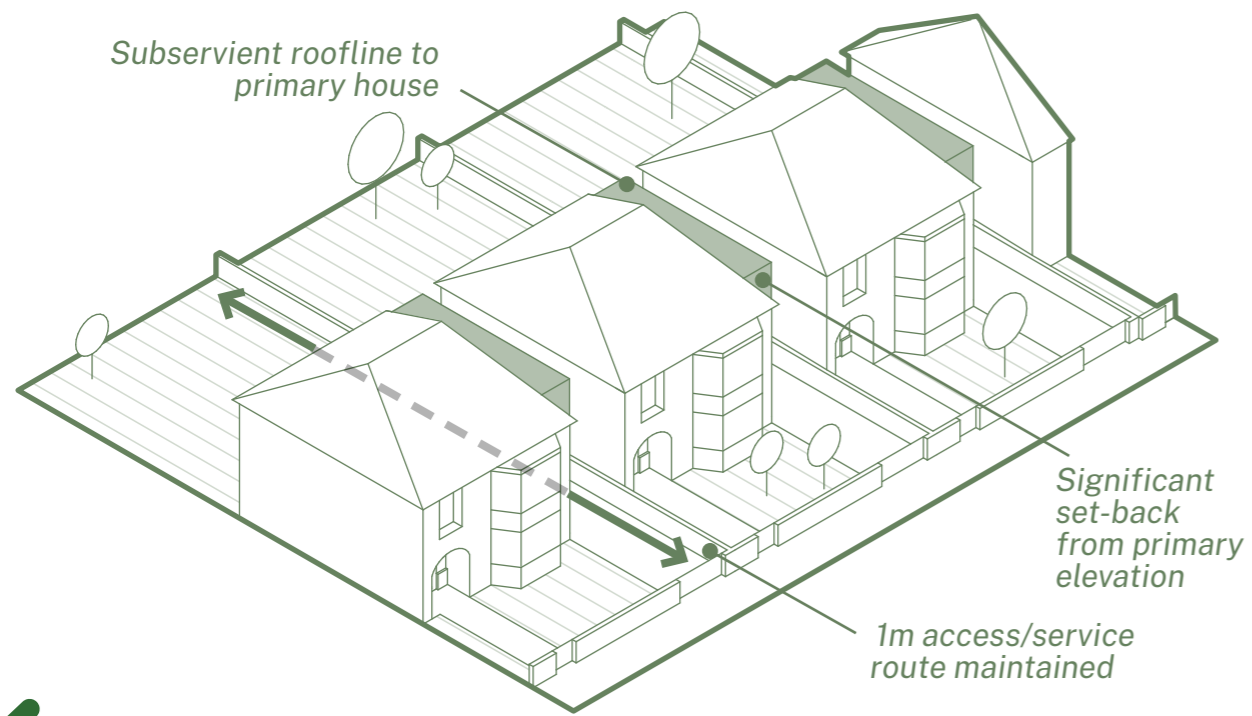 Subservient roofline to
primary house
Significant
set-back
from primary
elevation
1m access/service
route maintained